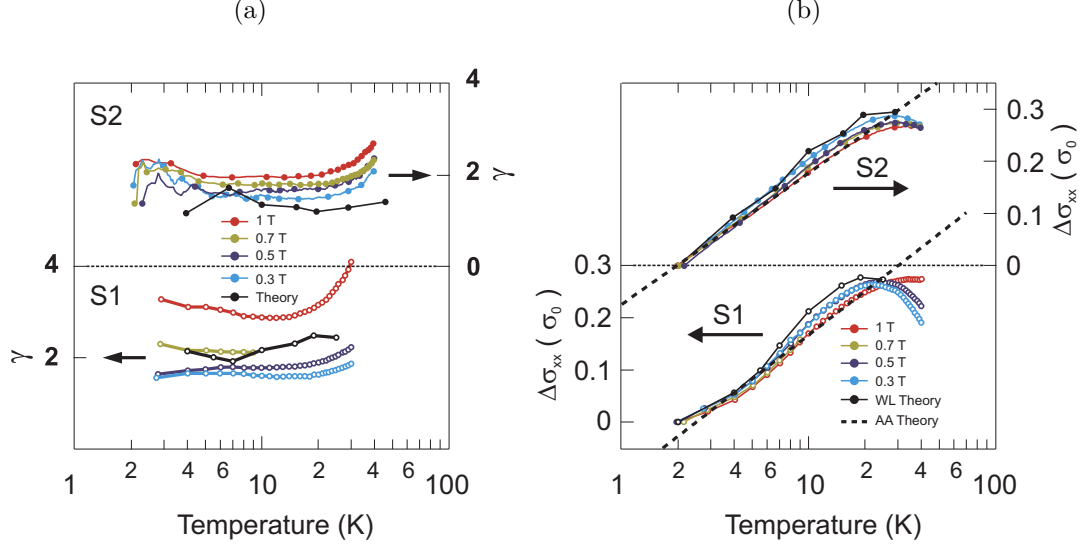 (a)
(b)
S2
4
2
0
γ
1 T
0.7 T
0.5 T
0.3 T
Theory
S1
4
2
γ
1
2
4
6
10
2
4
6
100
Temperature (K)
0.3
0.2
0.1
0
Δσxx ( σ0 )
S2
0.3
0.2
0.1
0
Δσxx ( σ0 )
S1
1 T
0.7 T
0.5 T
0.3 T
WL Theory
AA Theory
1
2
4
6
10
2
4
6
100
Temperature (K)